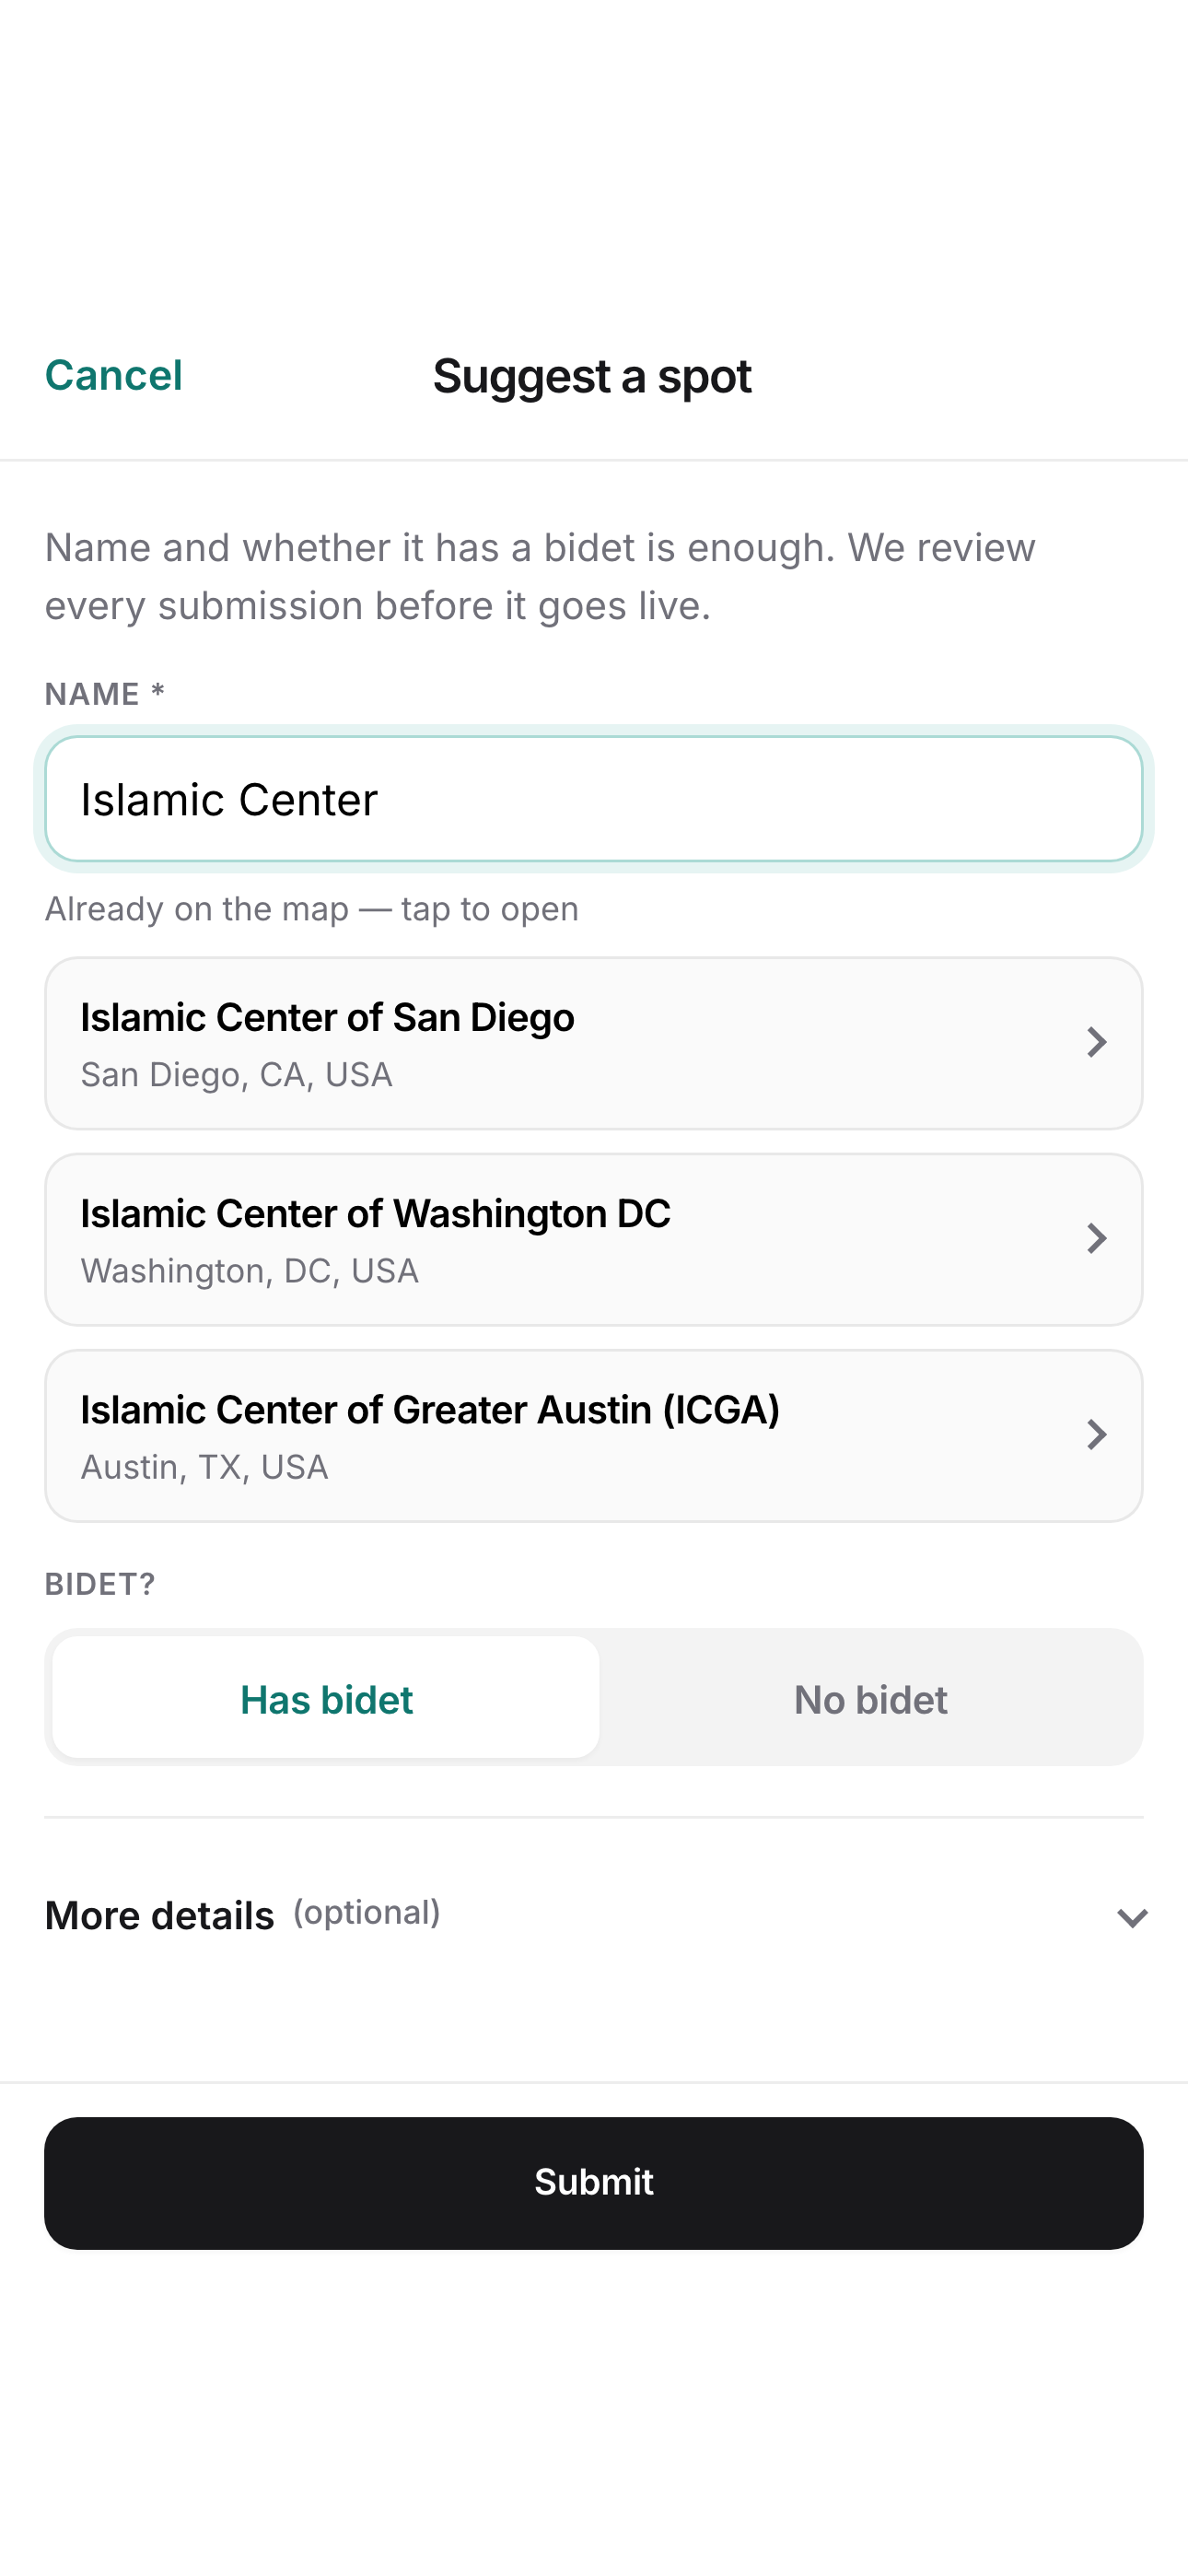 Cancel
Suggest a spot
Name and whether it has a bidet is enough. We review
every submission before it goes live.
NAME *
Islamic Center
Already on the map — tap to open
Islamic Center of San Diego
San Diego, CA, USA
Islamic Center of Washington DC
Washington, DC, USA
Islamic Center of Greater Austin (ICGA)
Austin, TX, USA
BIDET?
Has bidet
No bidet
More details (optional)
Submit